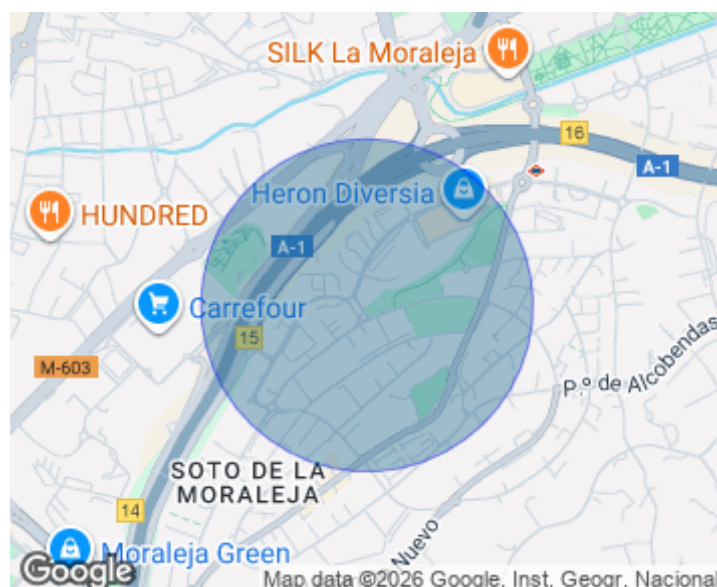 SILK La Moraleja
16
A-1
Heron Diversia
HUNDRED
A-1
Carrefour
15
M-603
P.º de Alcobendas
SOTO DE LA
MORALEJA
14
Nuevo
Moraleja Green
Google
Map data ©2026 Google, Inst. Geogr. Nacional